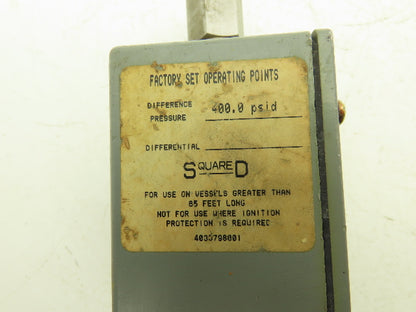 FACTORY SET OPERATING POINTS
DIFFERENCE PRESSURE 400.0 psid
DIFFERENTIAL
SQUARE D
FOR USE ON VESSELS GREATER THAN
65 FEET LONG
NOT FOR USE WHERE IGNITION
PROTECTION IS REQUIRED
4033798001